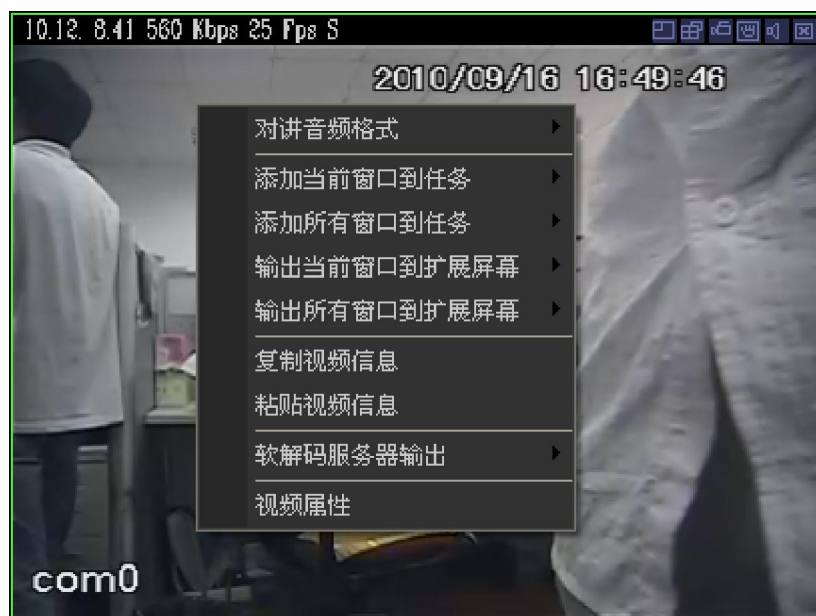 10.12. 8.41 560 Kbps 25 Fps S
2010/09/16 16:49:46
对讲音频格式
添加当前窗口到任务
添加所有窗口到任务
输出当前窗口到扩展屏幕
输出所有窗口到扩展屏幕
复制视频信息
粘贴视频信息
软解码服务器输出
视频属性
com0